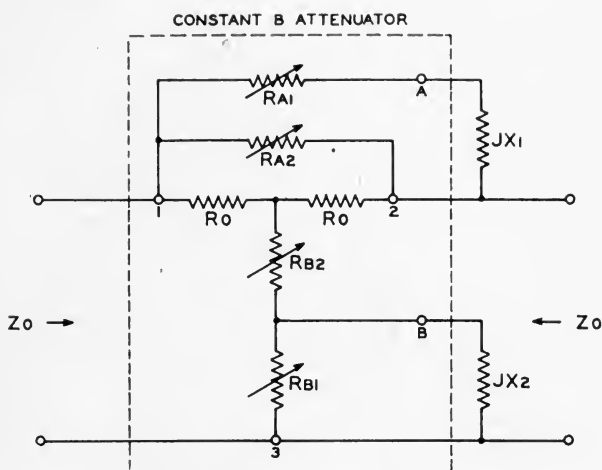 CONSTANT B ATTENUATOR
RA1
A
RA2
JX1
1
RO
RO
2
RB2
ZO
B
ZO
RB1
JX2
3